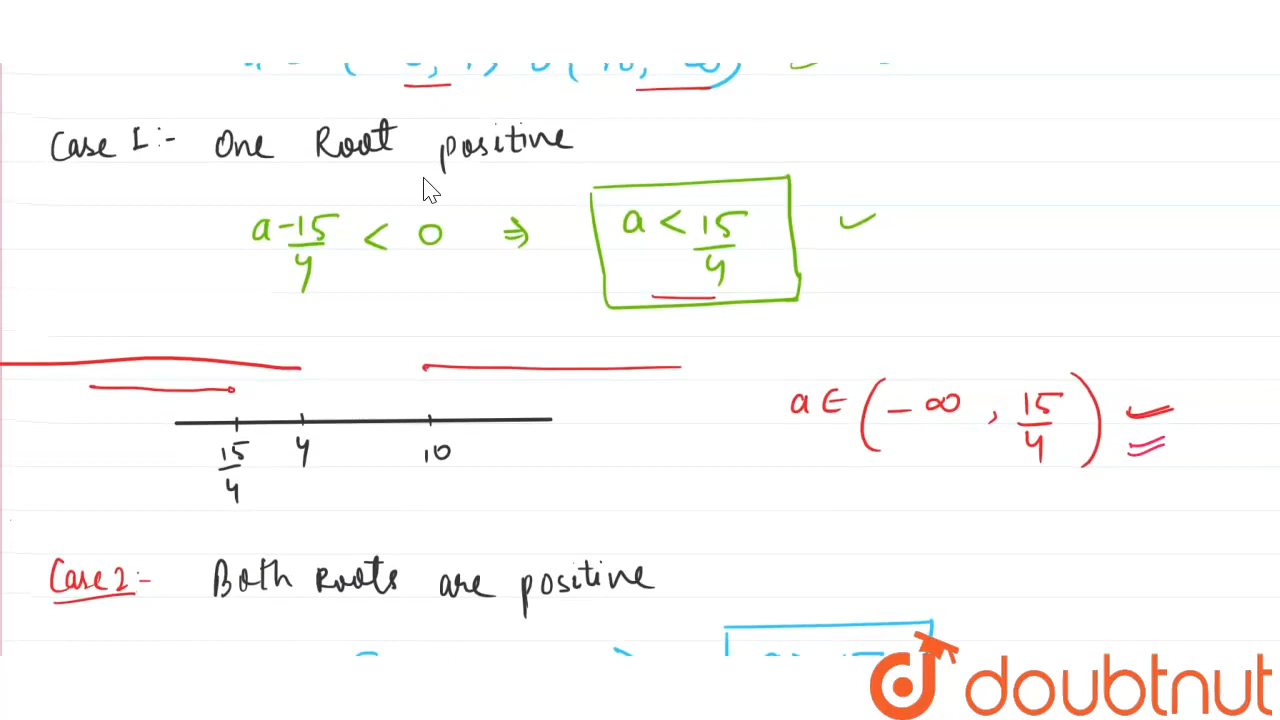 Case I:- One Root positive
a - 15/4 < 0 ⇒ a < 15/4 ✓
15/4 4 10
a ∈ (-∞, 15/4)
Case 2:- Both Roots are positive
doubtnut